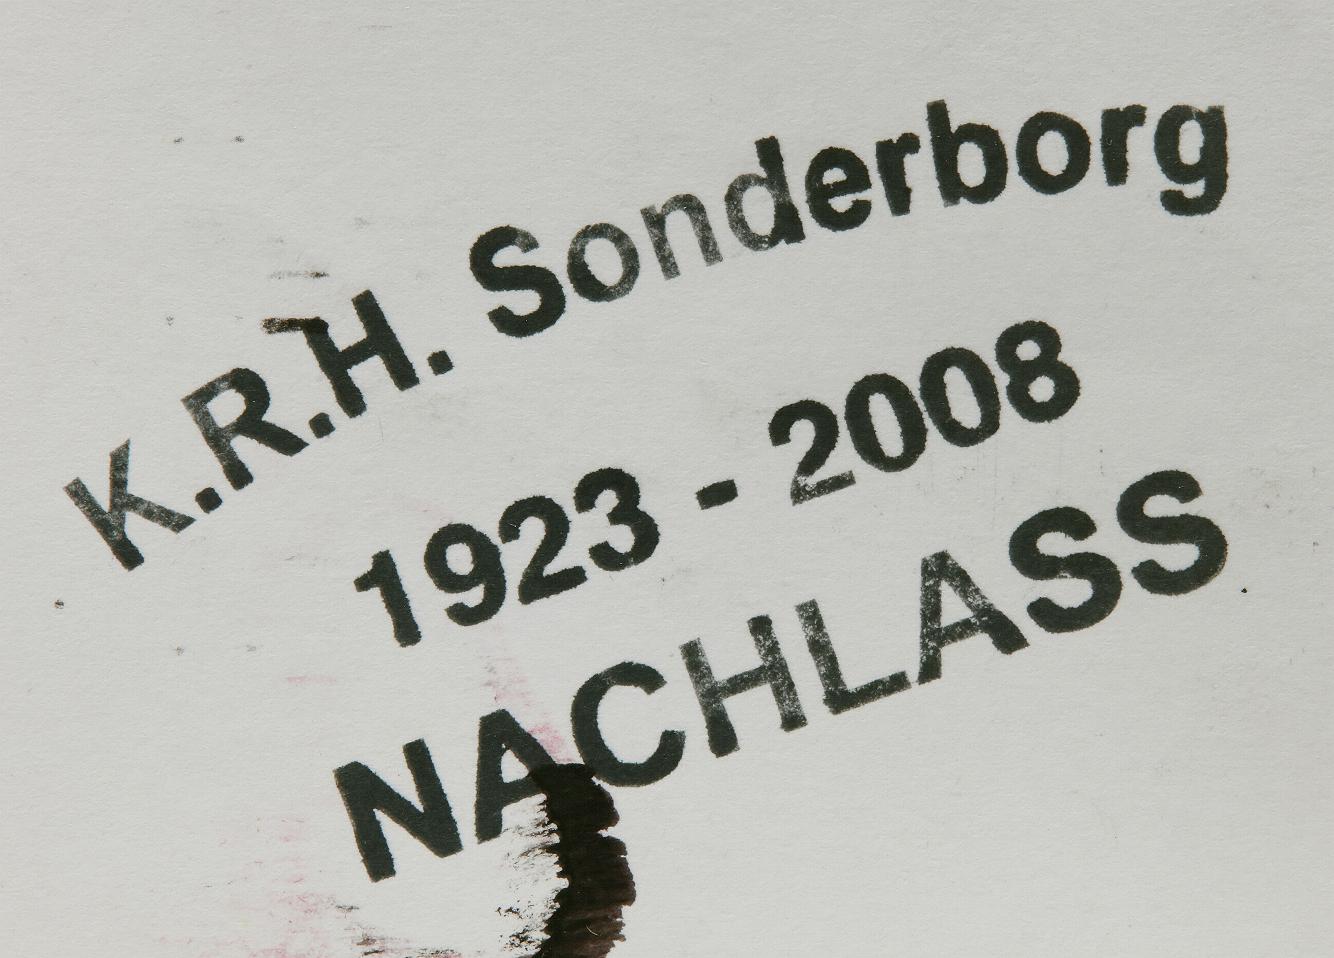 K.R.H. Sonderborg
1923 - 2008
NACHLASS